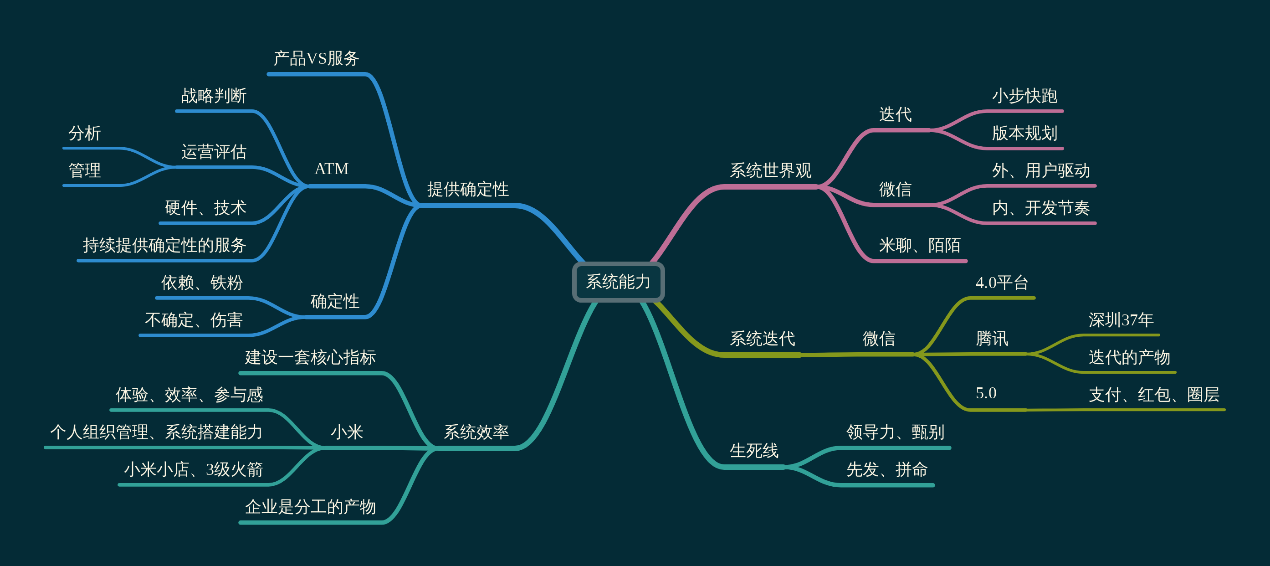 系统能力
系统世界观
迭代
小步快跑
版本规划
微信
外、用户驱动
内、开发节奏
米聊、陌陌
系统迭代
微信
4.0平台
腾讯
深圳37年
迭代的产物
5.0
支付、红包、圈层
生死线
领导力、甄别
先发、拼命
提供确定性
产品VS服务
ATM
战略判断
运营评估
分析
管理
硬件、技术
持续提供确定性的服务
确定性
依赖、铁粉
不确定、伤害
系统效率
建设一套核心指标
小米
体验、效率、参与感
个人组织管理、系统搭建能力
小米小店、3级火箭
企业是分工的产物